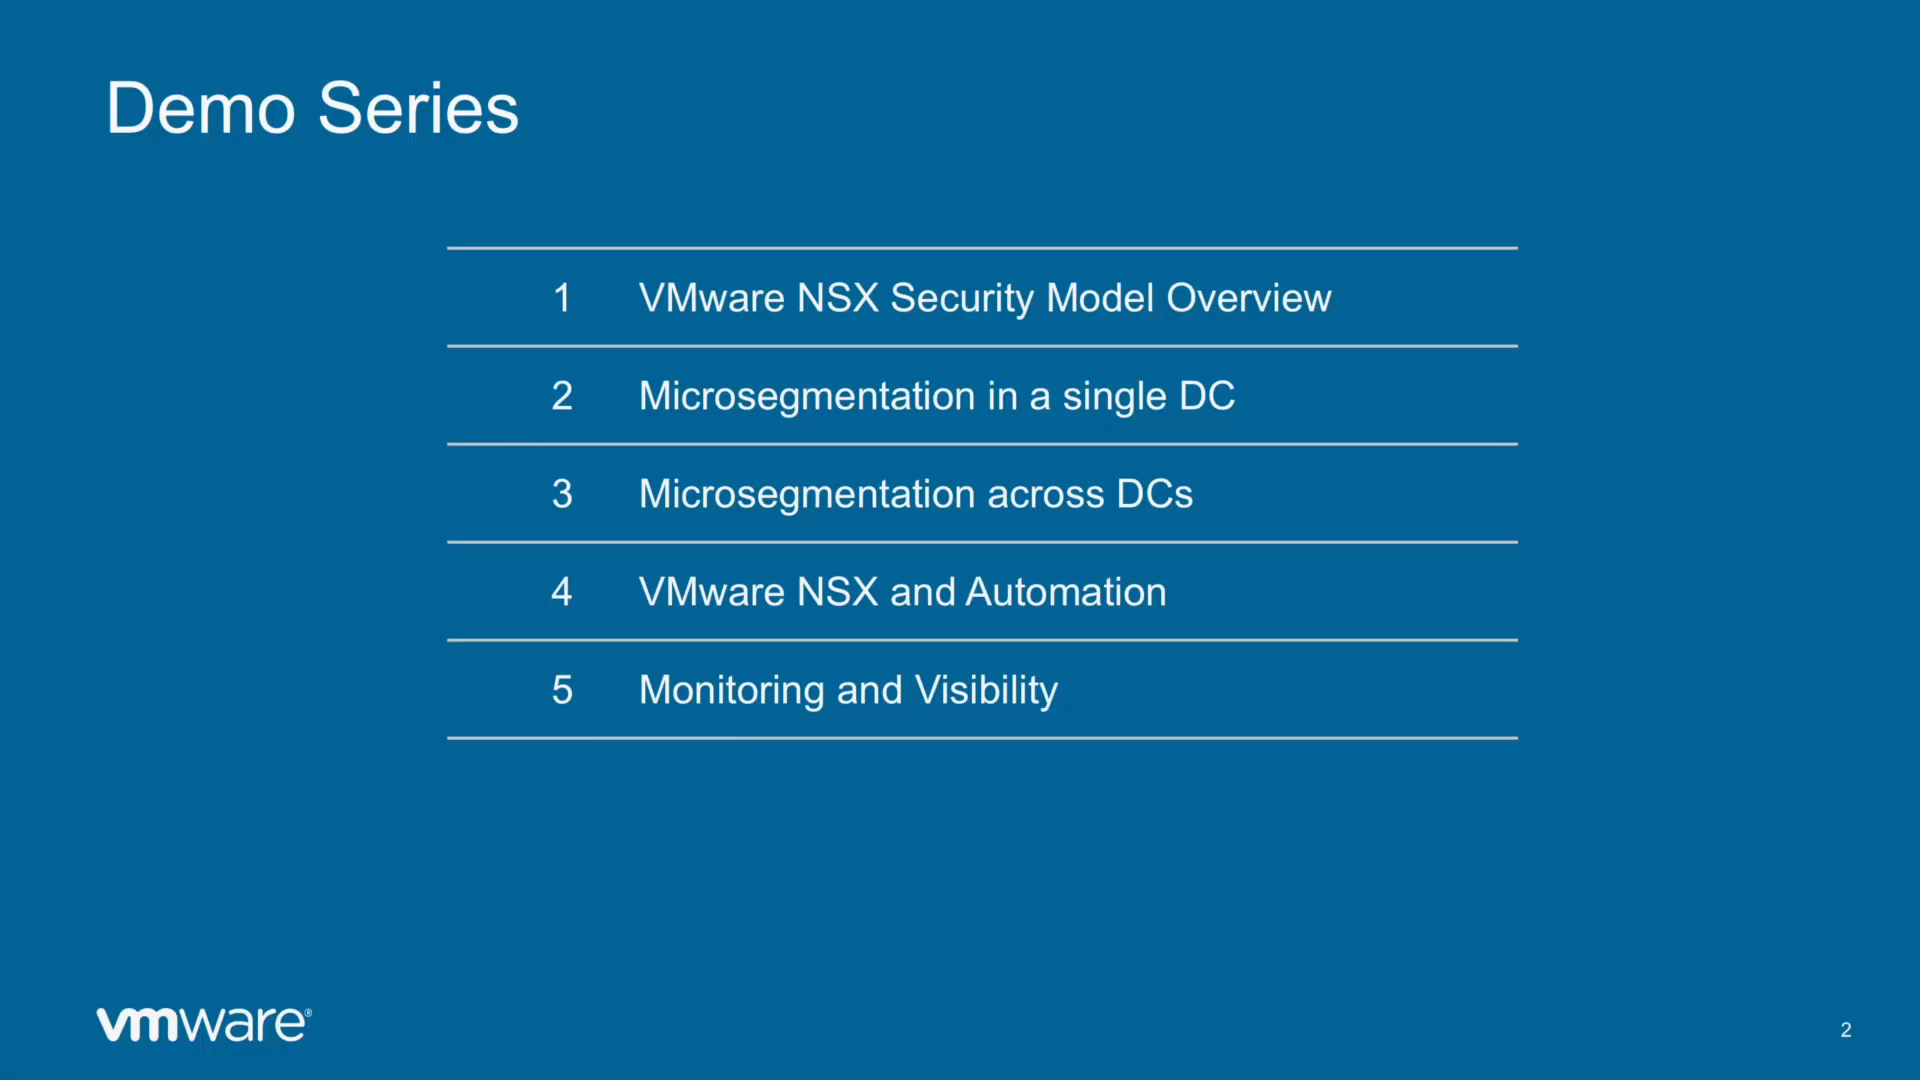 Demo Series
1 VMware NSX Security Model Overview
2 Microsegmentation in a single DC
3 Microsegmentation across DCs
4 VMware NSX and Automation
5 Monitoring and Visibility
vmware®
2